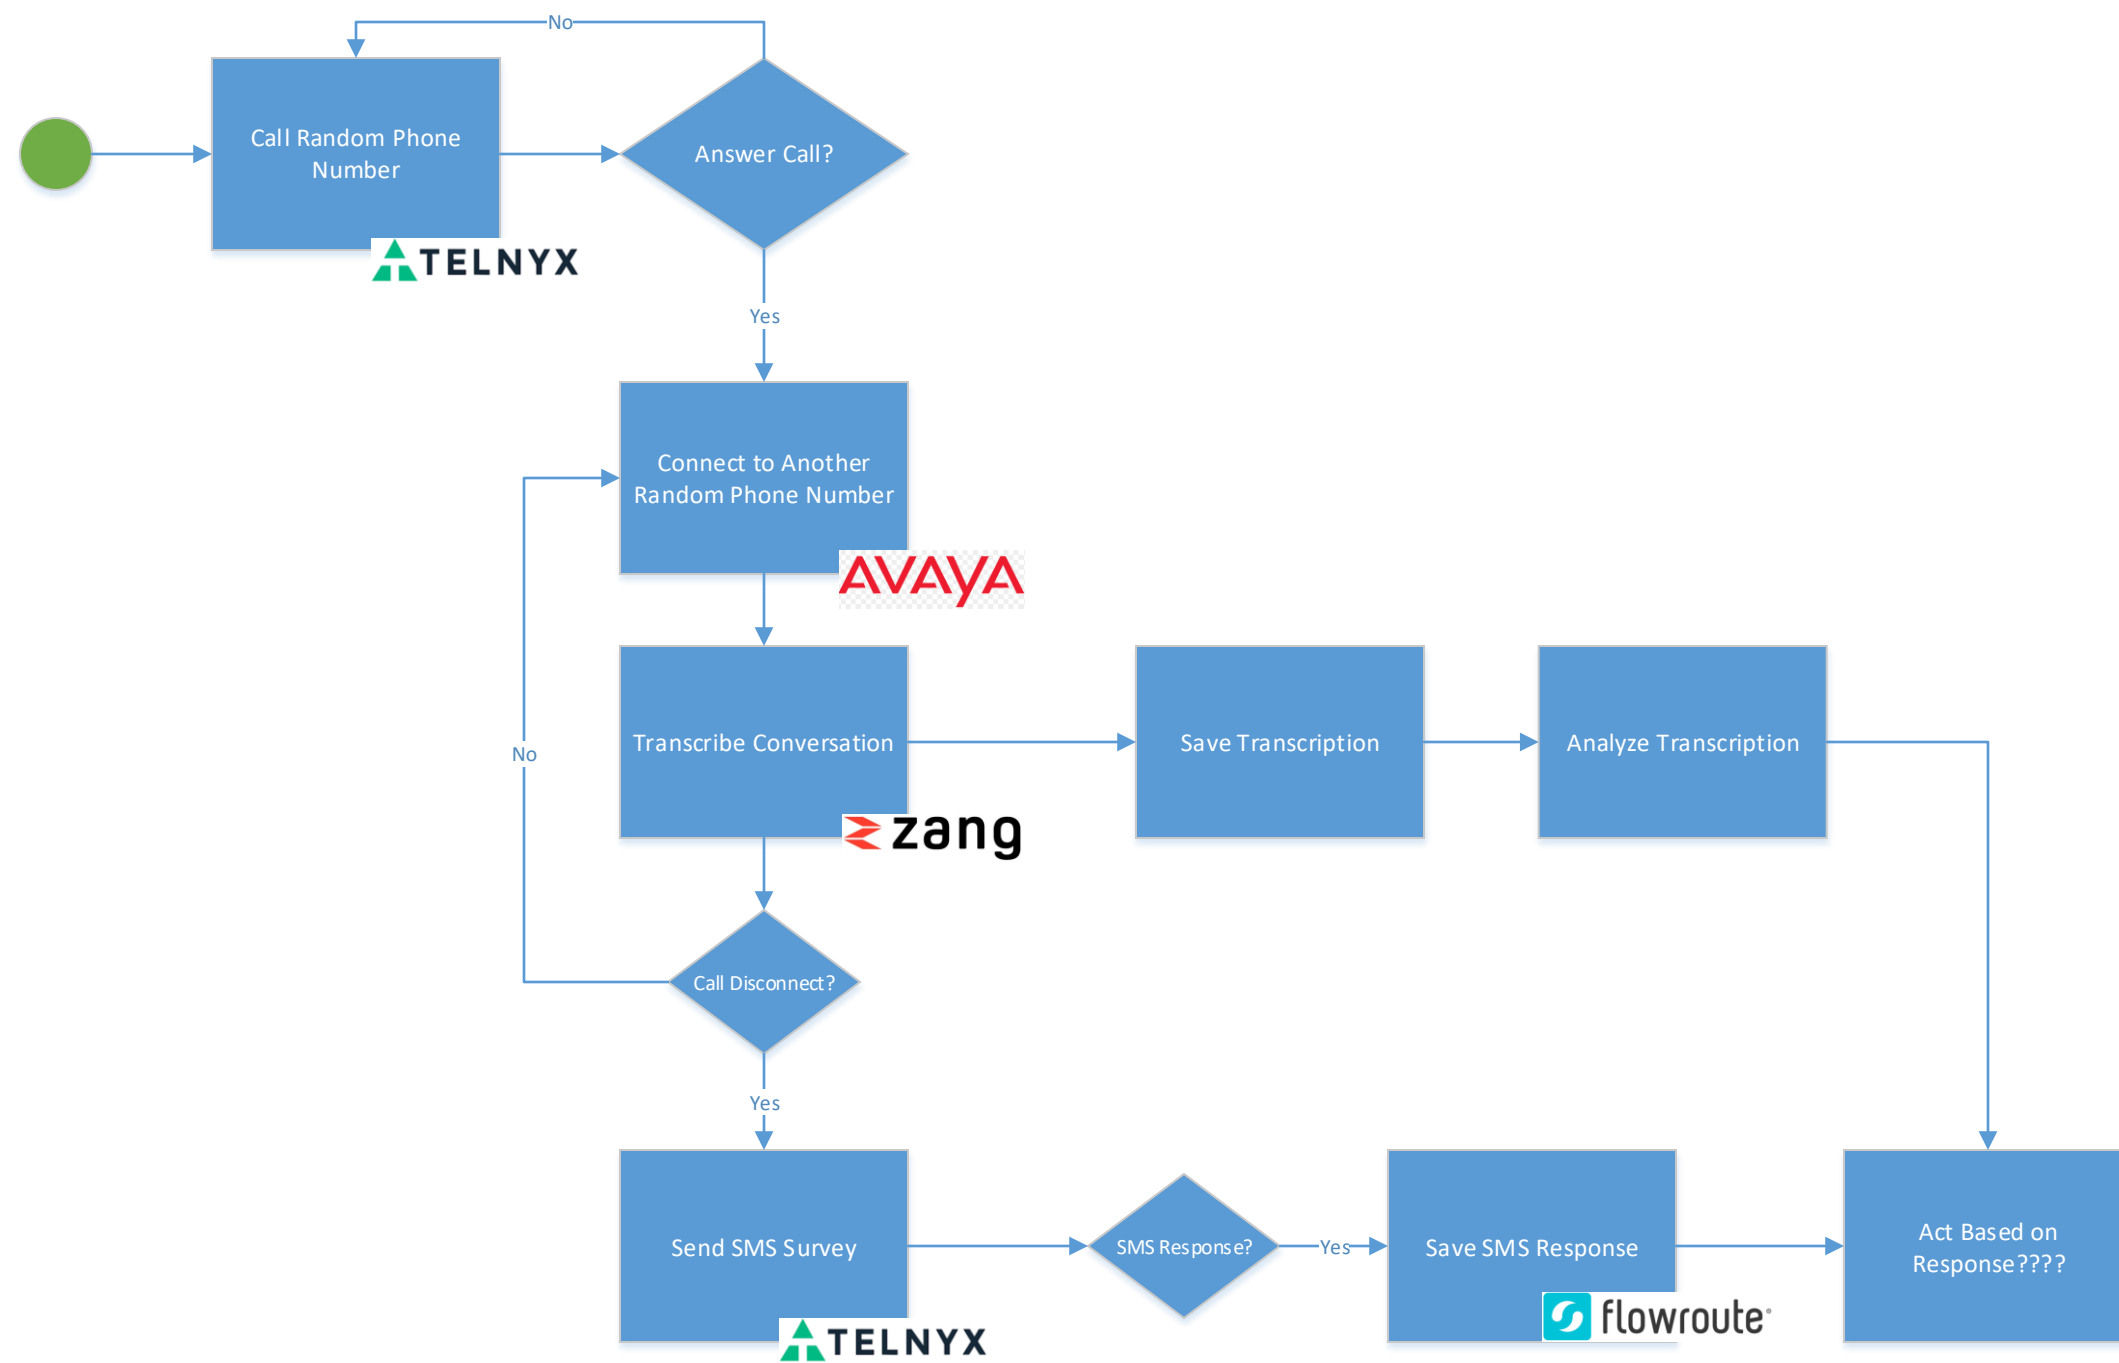 No
Call Random Phone
Number
Answer Call?
TELNYX
Yes
Connect to Another
Random Phone Number
AVAYA
Transcribe Conversation
Save Transcription
Analyze Transcription
No
zang
Call Disconnect?
Yes
Send SMS Survey
SMS Response?
Yes
Save SMS Response
Act Based on
Response????
flowroute
TELNYX